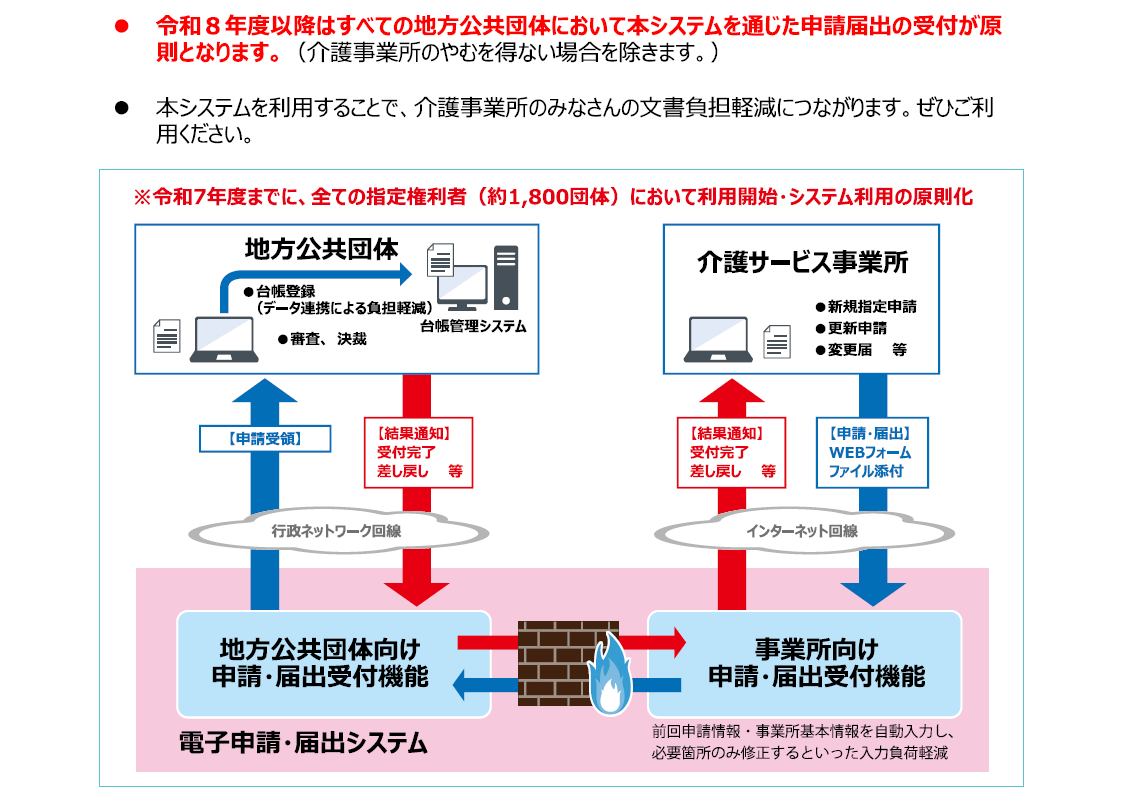 ● 令和８年度以降はすべての地方公共団体において本システムを通じた申請届出の受付が原
則となります。（介護事業所のやむを得ない場合を除きます。）
● 本システムを利用することで、介護事業所のみなさんの文書負担軽減につながります。ぜひご利
用ください。
※令和7年度までに、全ての指定権利者（約1,800団体）において利用開始・システム利用の原則化
地方公共団体
●台帳登録
（データ連携による負担軽減）
台帳管理システム
●審査、決裁
介護サービス事業所
●新規指定申請
●更新申請
●変更届　等
【申請受領】
【結果通知】
受付完了
差し戻し　等
【結果通知】
受付完了
差し戻し　等
【申請・届出】
WEBフォーム
ファイル添付
行政ネットワーク回線
インターネット回線
地方公共団体向け
申請・届出受付機能
事業所向け
申請・届出受付機能
電子申請・届出システム
前回申請情報・事業所基本情報を自動入力し、
必要箇所のみ修正するといった入力負荷軽減